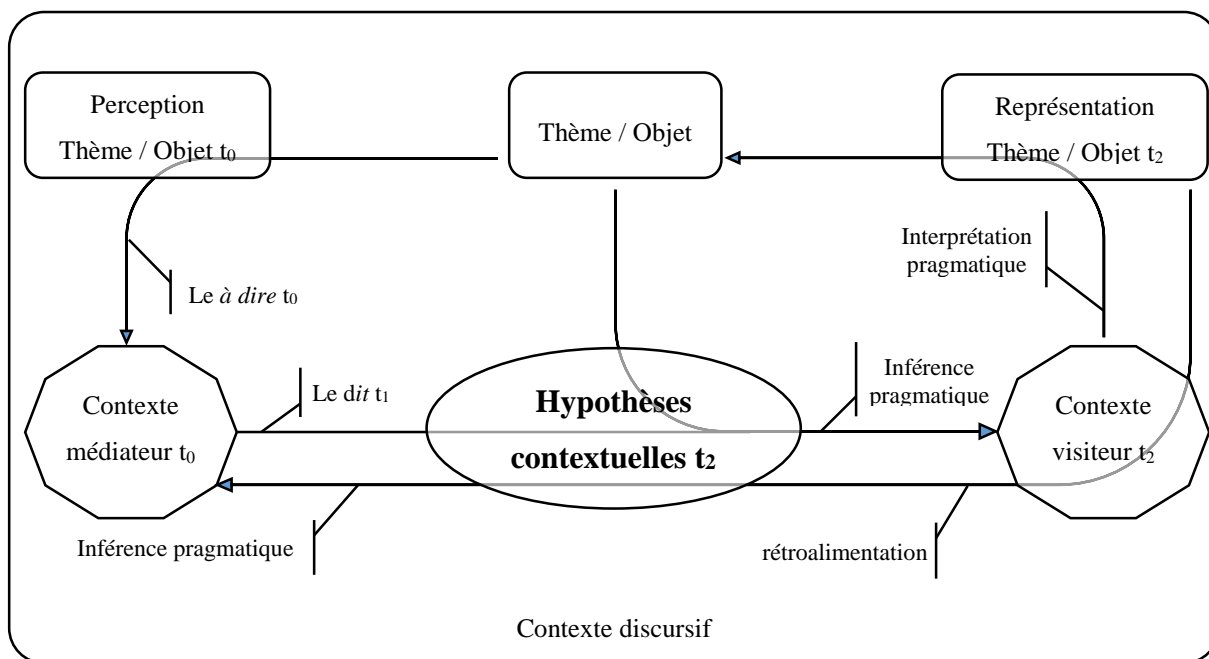 Perception
Thème / Objet t₀
Thème / Objet
Représentation
Thème / Objet t₂
Interprétation
pragmatique
Le à dire t₀
Contexte
médiateur t₀
Le dit t₁
Hypothèses
contextuelles t₂
Inférence
pragmatique
Contexte
visiteur t₂
Inférence pragmatique
rétroalimentation
Contexte discursif